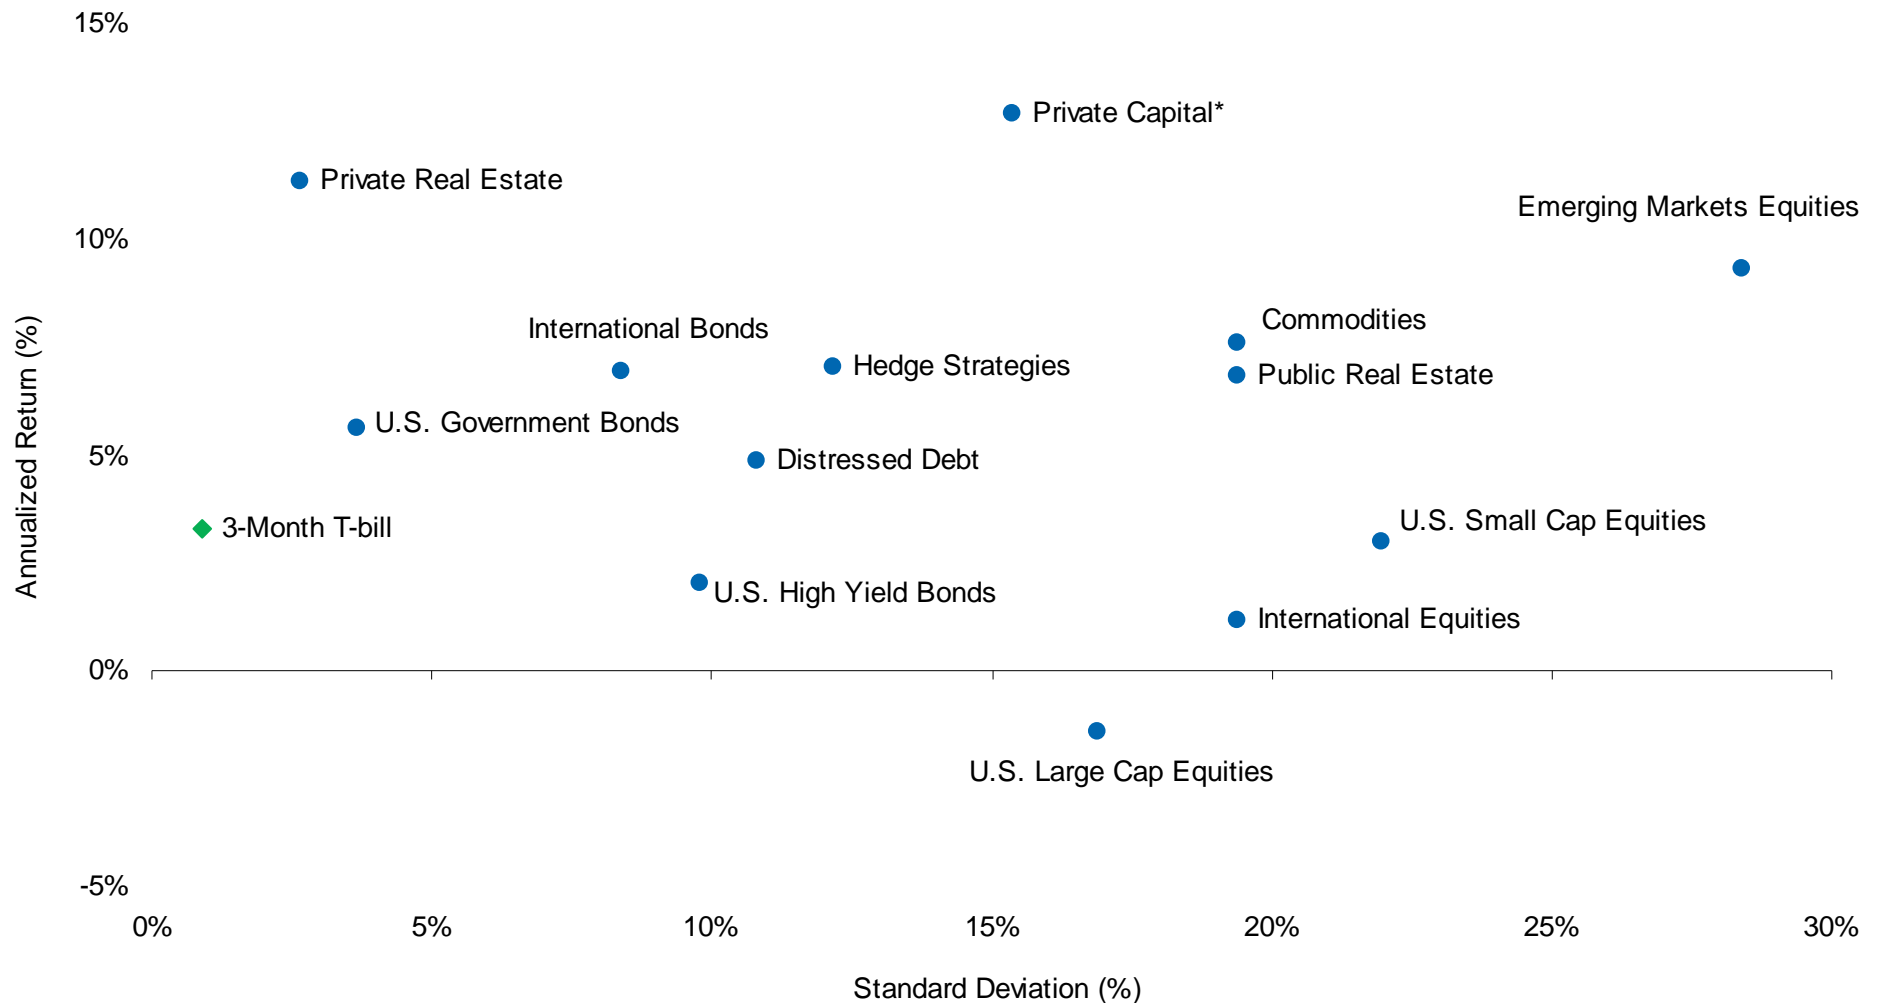 15%
Private Capital*
Private Real Estate
Emerging Markets Equities
10%
Commodities
International Bonds
Hedge Strategies
Public Real Estate
U.S. Government Bonds
5%
Distressed Debt
Annualized Return (%)
3-Month T-bill
U.S. Small Cap Equities
U.S. High Yield Bonds
International Equities
0%
U.S. Large Cap Equities
-5%
0% 5% 10% 15% 20% 25% 30%
Standard Deviation (%)